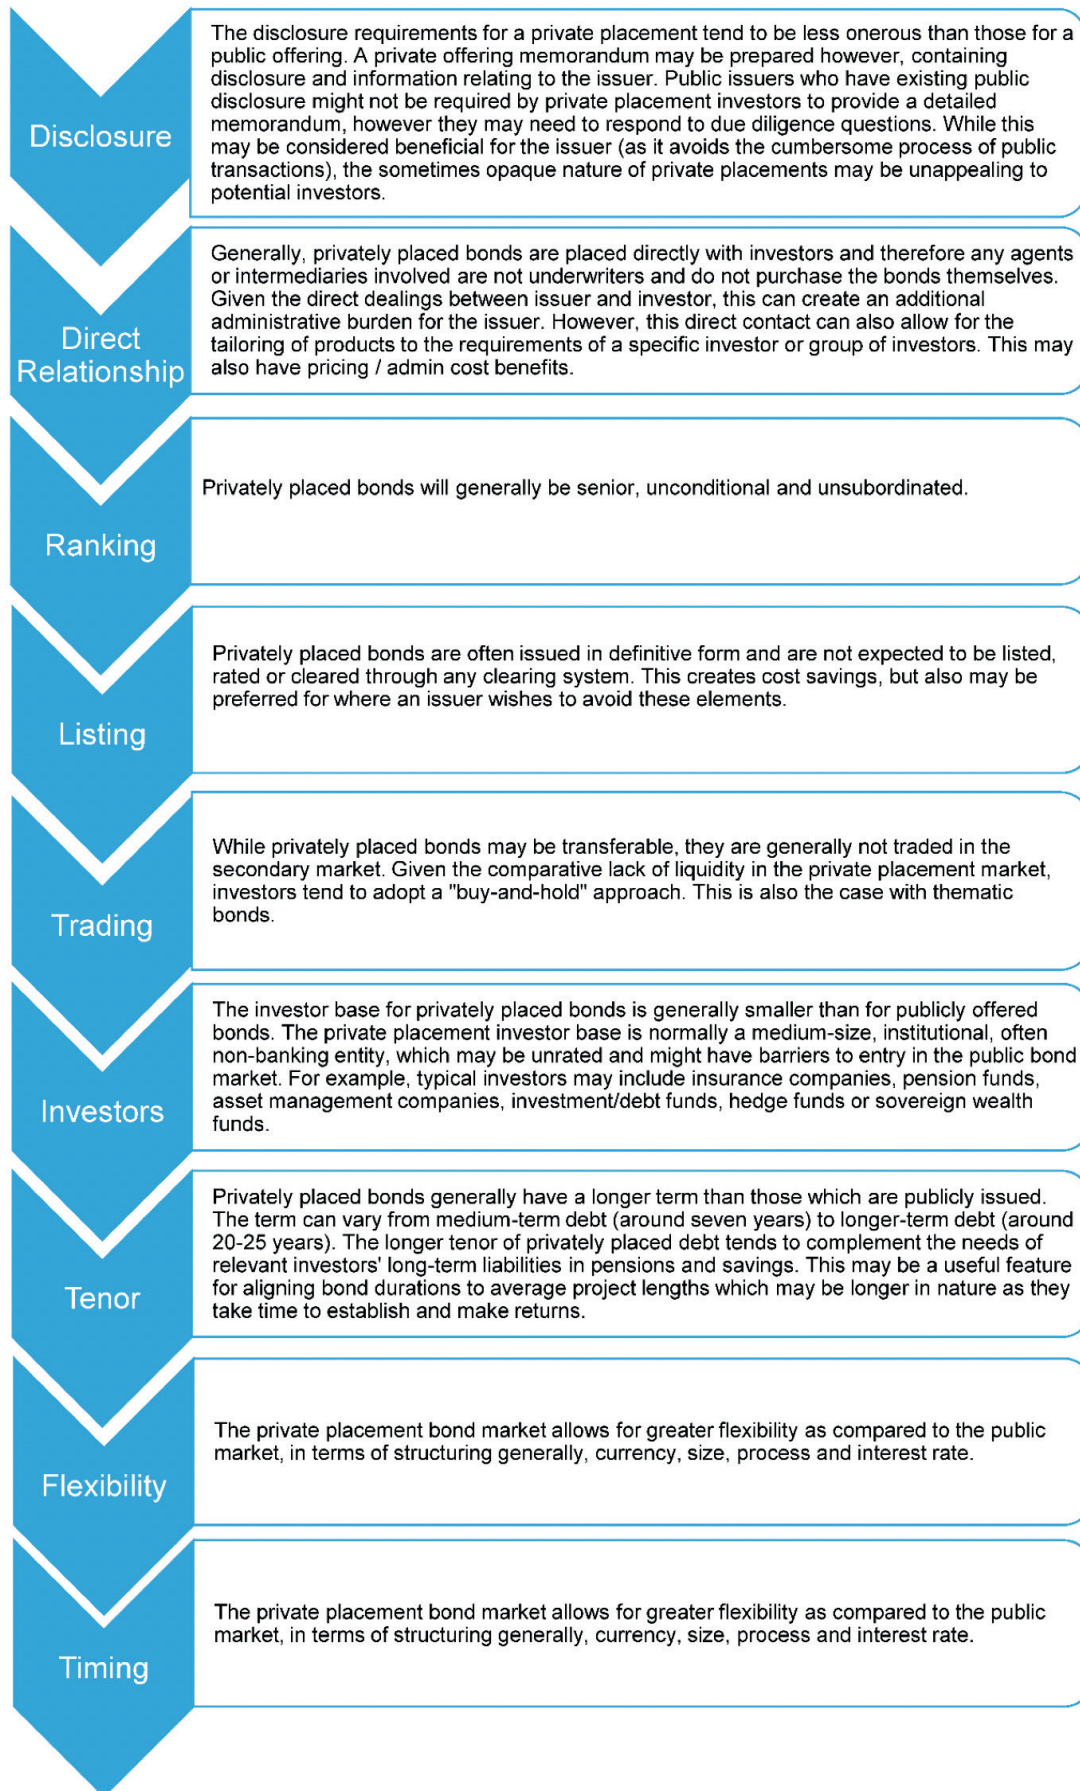 Disclosure
The disclosure requirements for a private placement tend to be less onerous than those for a
public offering. A private offering memorandum may be prepared however, containing
disclosure and information relating to the issuer. Public issuers who have existing public
disclosure might not be required by private placement investors to provide a detailed
memorandum, however they may need to respond to due diligence questions. While this
may be considered beneficial for the issuer (as it avoids the cumbersome process of public
transactions), the sometimes opaque nature of private placements may be unappealing to
potential investors.
Direct
Relationship
Generally, privately placed bonds are placed directly with investors and therefore any agents
or intermediaries involved are not underwriters and do not purchase the bonds themselves.
Given the direct dealings between issuer and investor, this can create an additional
administrative burden for the issuer. However, this direct contact can also allow for the
tailoring of products to the requirements of a specific investor or group of investors. This may
also have pricing / admin cost benefits.
Ranking
Privately placed bonds will generally be senior, unconditional and unsubordinated.
Listing
Privately placed bonds are often issued in definitive form and are not expected to be listed,
rated or cleared through any clearing system. This creates cost savings, but also may be
preferred for where an issuer wishes to avoid these elements.
Trading
While privately placed bonds may be transferable, they are generally not traded in the
secondary market. Given the comparative lack of liquidity in the private placement market,
investors tend to adopt a "buy-and-hold" approach. This is also the case with thematic
bonds.
Investors
The investor base for privately placed bonds is generally smaller than for publicly offered
bonds. The private placement investor base is normally a medium-size, institutional, often
non-banking entity, which may be unrated and might have barriers to entry in the public bond
market. For example, typical investors may include insurance companies, pension funds,
asset management companies, investment/debt funds, hedge funds or sovereign wealth
funds.
Tenor
Privately placed bonds generally have a longer term than those which are publicly issued.
The term can vary from medium-term debt (around seven years) to longer-term debt (around
20-25 years). The longer tenor of privately placed debt tends to complement the needs of
relevant investors' long-term liabilities in pensions and savings. This may be a useful feature
for aligning bond durations to average project lengths which may be longer in nature as they
take time to establish and make returns.
Flexibility
The private placement bond market allows for greater flexibility as compared to the public
market, in terms of structuring generally, currency, size, process and interest rate.
Timing
The private placement bond market allows for greater flexibility as compared to the public
market, in terms of structuring generally, currency, size, process and interest rate.